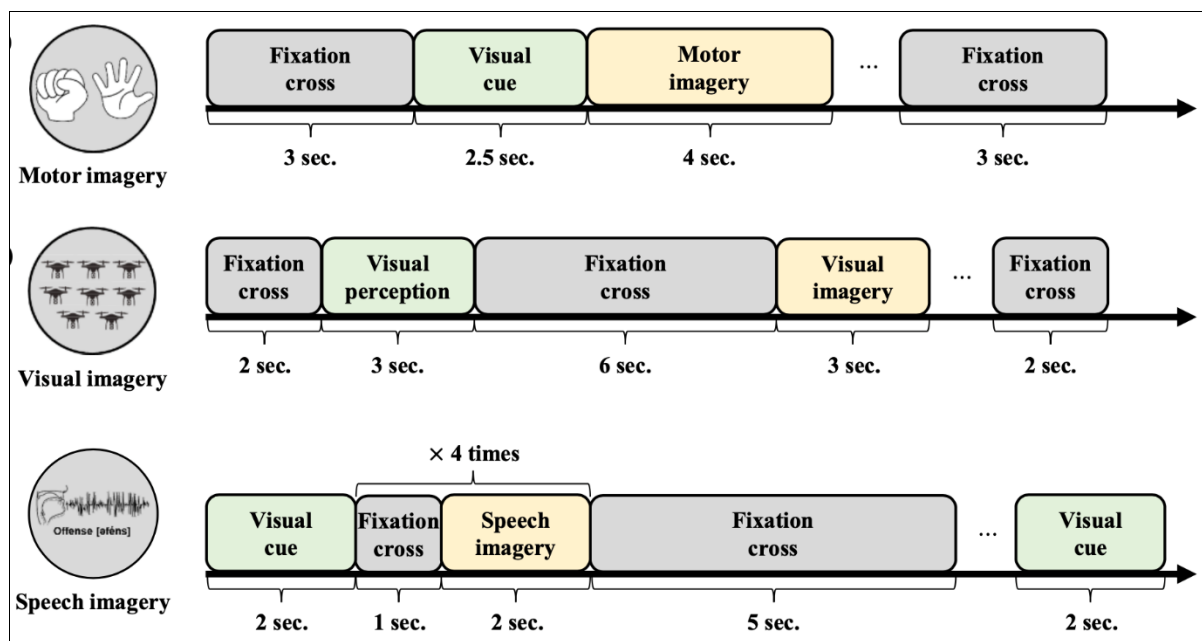 Fixation
cross
Visual
cue
Motor
imagery
...
Fixation
cross
3 sec.
2.5 sec.
4 sec.
3 sec.
Motor imagery
Fixation
cross
Visual
perception
Fixation
cross
Visual
imagery
...
Fixation
cross
2 sec.
3 sec.
6 sec.
3 sec.
2 sec.
Visual imagery
× 4 times
Offense [əféns]
Visual
cue
Fixation
cross
Speech
imagery
Fixation
cross
...
Visual
cue
2 sec.
1 sec.
2 sec.
5 sec.
2 sec.
Speech imagery